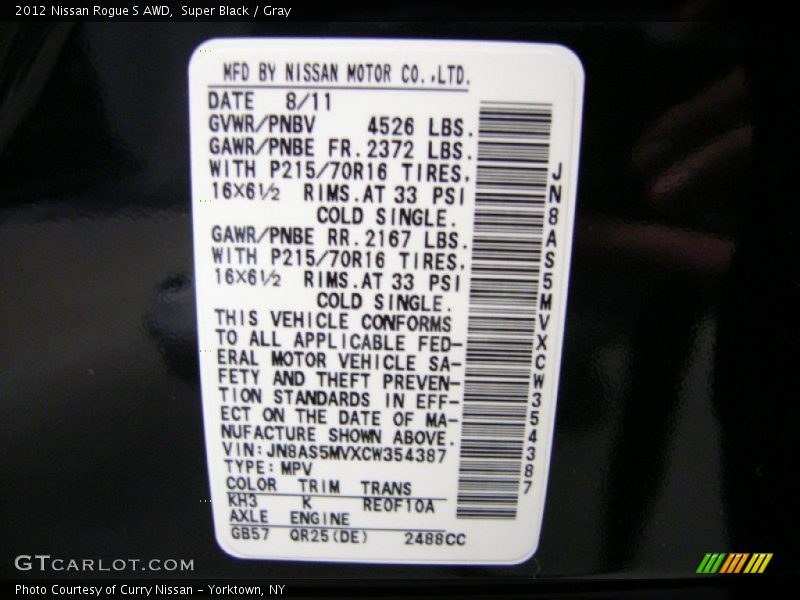 2012 Nissan Rogue S AWD,  Super Black / Gray
MFD BY NISSAN MOTOR CO.,LTD.
DATE 8/11
GVWR/PNBV 4526 LBS.
GAWR/PNBE FR.2372 LBS.
WITH P215/70R16 TIRES.
16X6½ RIMS.AT 33 PSI
COLD SINGLE.
GAWR/PNBE RR.2167 LBS.
WITH P215/70R16 TIRES.
16X6½ RIMS.AT 33 PSI
COLD SINGLE.
THIS VEHICLE CONFORMS
TO ALL APPLICABLE FED-
ERAL MOTOR VEHICLE SA-
FETY AND THEFT PREVEN-
TION STANDARDS IN EFF-
ECT ON THE DATE OF MA-
NUFACTURE SHOWN ABOVE.
VIN:JN8AS5MVXCW354387
TYPE:MPV
COLOR TRIM TRANS
KH3 K RE0F10A
AXLE ENGINE
GB57 QR25(DE) 2488CC
JN8AS5MVXCW354387
GTCARLOT.COM
Photo Courtesy of Curry Nissan - Yorktown, NY